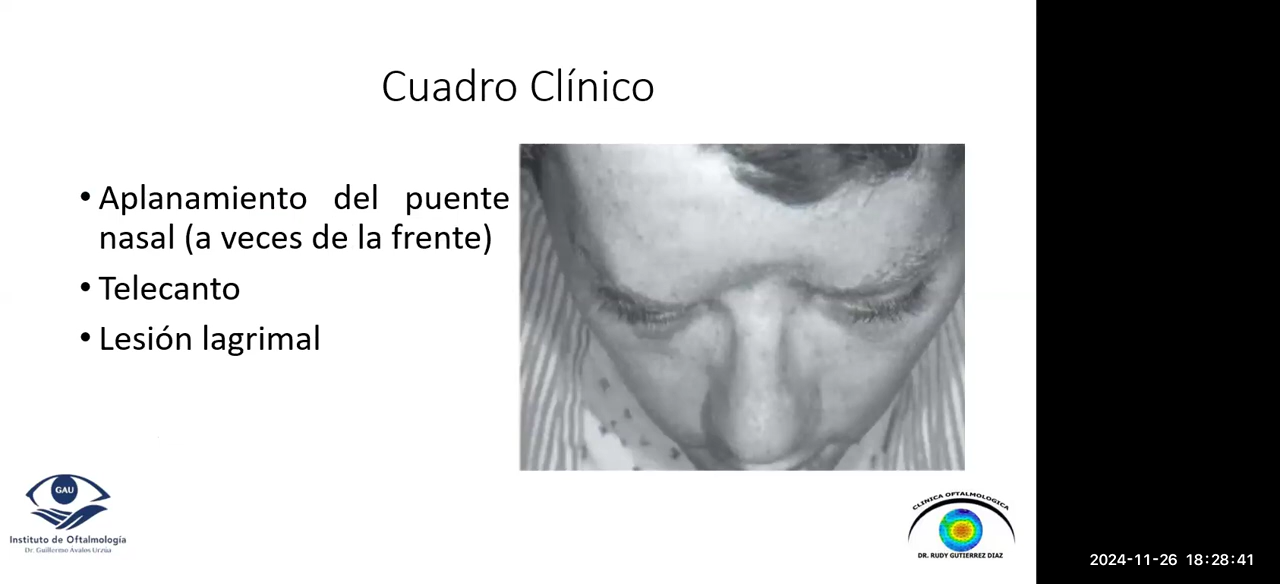 Cuadro Clínico
• Aplanamiento del puente
nasal (a veces de la frente)
• Telecanto
• Lesión lagrimal
GAU
Instituto de Oftalmología
Dr. Guillermo Avalos Urzúa
CLINICA OFTALMOLOGICA
DR. RUDY GUTIERREZ DIAZ
2024-11-26 18:28:41